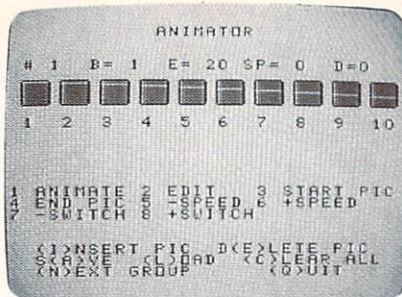 ANIMATOR
# 1 B= 1 E= 20 SP= 0 D=0
1 2 3 4 5 6 7 8 9 10
1 ANIMATE 2 EDIT 3 START PIC
4 END PIC 5 -SPEED 6 +SPEED
7 -SWITCH 8 +SWITCH
(I)NSERT PIC D(E)LETE PIC
S(A)VE (L)OAD (C)LEAR ALL
(N)EXT GROUP (Q)UIT